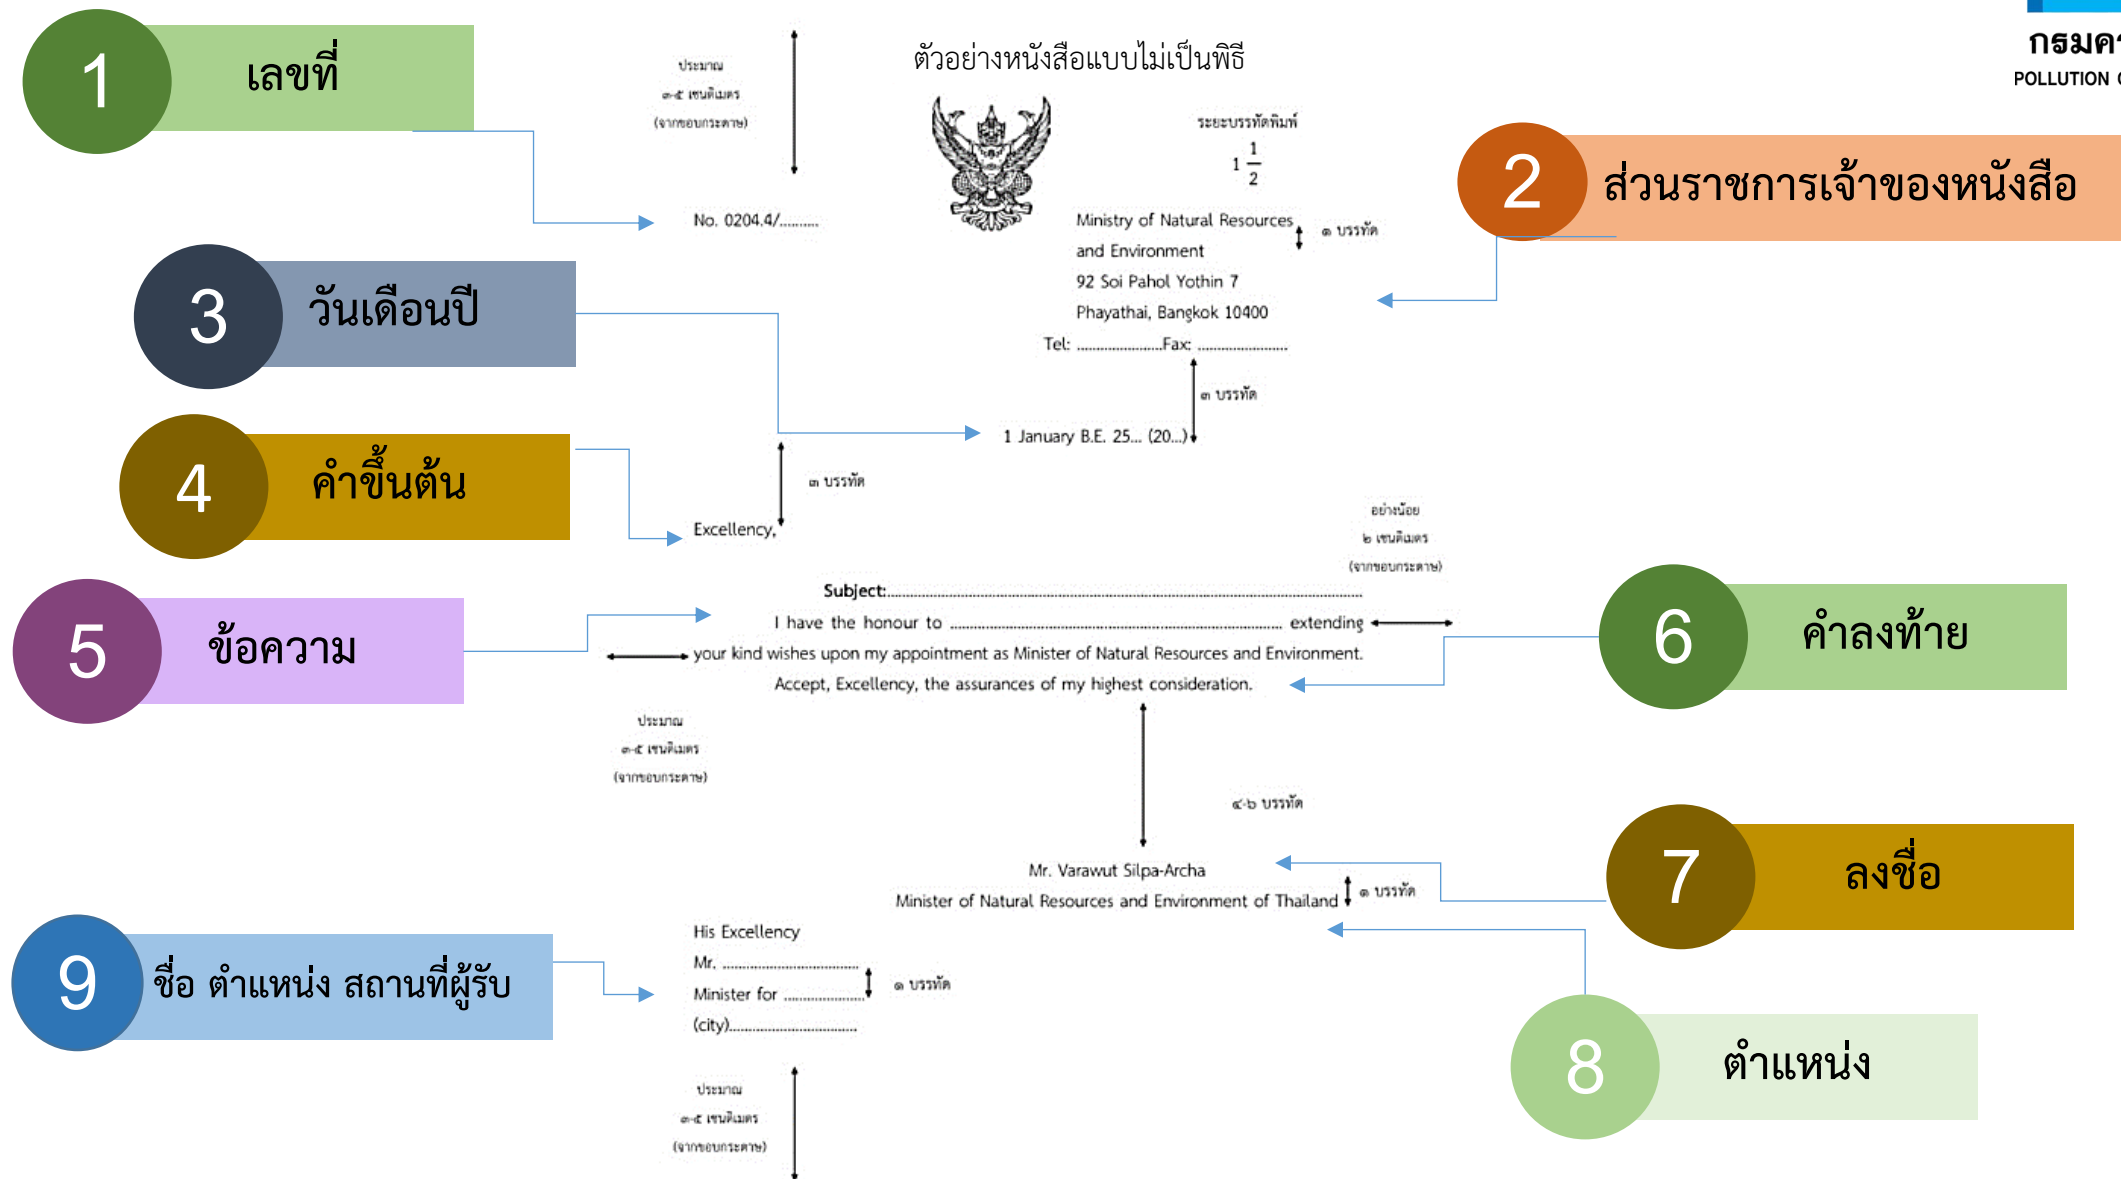 1
เลขที่
ประมาณ
๓-๕ เซนติเมตร
(จากขอบกระดาษ)
ตัวอย่างหนังสือแบบไม่เป็นพิธี
ระยะบรรทัดพิมพ์
1 1/2
POLLUTION
2
ส่วนราชการเจ้าของหนังสือ
No. 0204.4/..........
Ministry of Natural Resources
and Environment
92 Soi Pahol Yothin 7
Phayathai, Bangkok 10400
Tel: ......................Fax: .......................
๑ บรรทัด
3
วันเดือนปี
๓ บรรทัด
1 January B.E. 25... (20...)
4
คำขึ้นต้น
๓ บรรทัด
Excellency,
อย่างน้อย
๒ เซนติเมตร
(จากขอบกระดาษ)
5
ข้อความ
Subject:..............................................................................
I have the honour to .................................................. extending
your kind wishes upon my appointment as Minister of Natural Resources and Environment.
Accept, Excellency, the assurances of my highest consideration.
6
คำลงท้าย
ประมาณ
๓-๕ เซนติเมตร
(จากขอบกระดาษ)
๔-๖ บรรทัด
7
ลงชื่อ
Mr. Varawut Silpa-Archa
Minister of Natural Resources and Environment of Thailand
๑ บรรทัด
9
ชื่อ ตำแหน่ง สถานที่ผู้รับ
His Excellency
Mr. ..................................
Minister for ....................
(city)................................
๑ บรรทัด
8
ตำแหน่ง
ประมาณ
๓-๕ เซนติเมตร
(จากขอบกระดาษ)